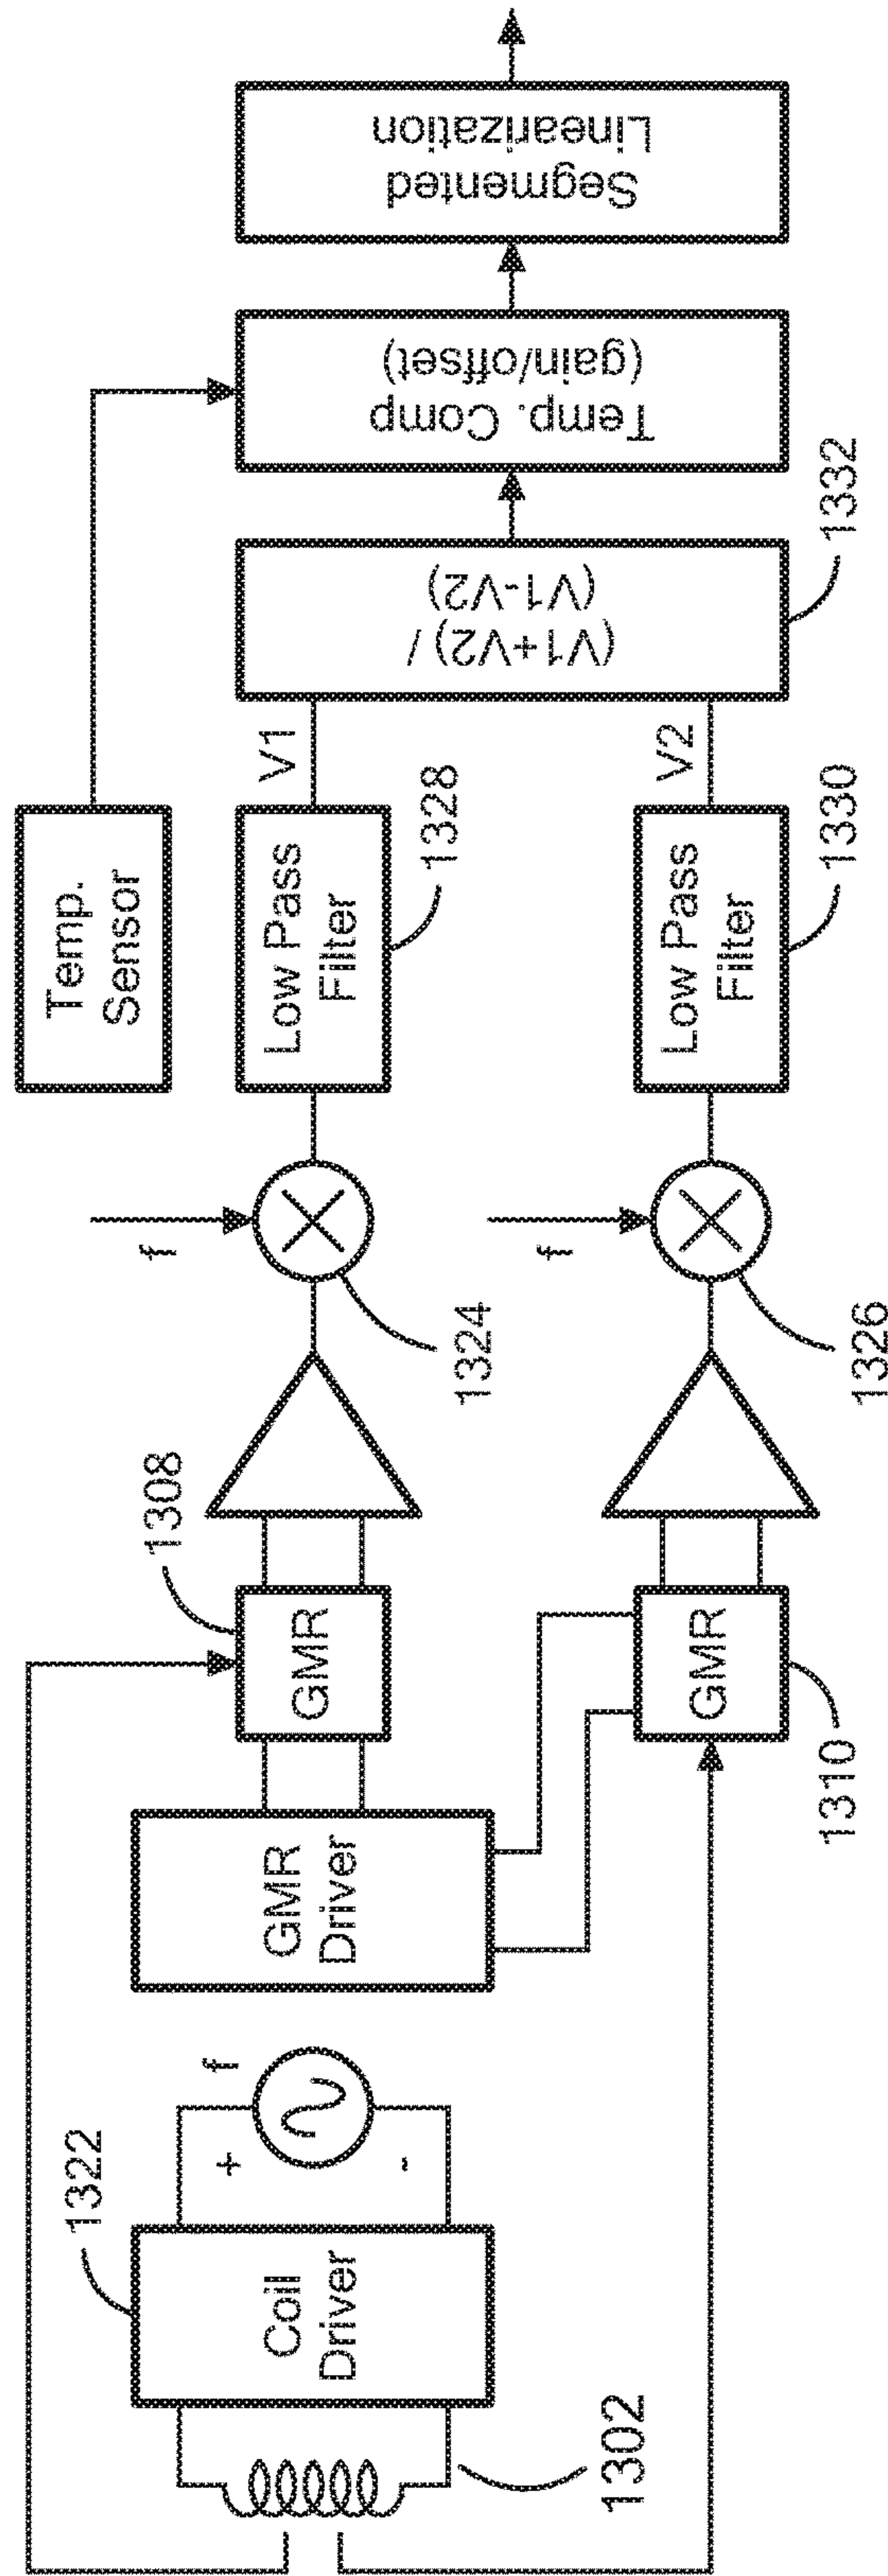 1322
Coil
Driver
1302
+
-
f
GMR
Driver
1308
GMR
GMR
1310
f
1324
f
1326
Temp.
Sensor
Low Pass
Filter
1328
V1
Low Pass
Filter
1330
V2
(V1+V2) /
(V1-V2)
1332
Temp. Comp
(gain/offset)
Segmented
Linearization